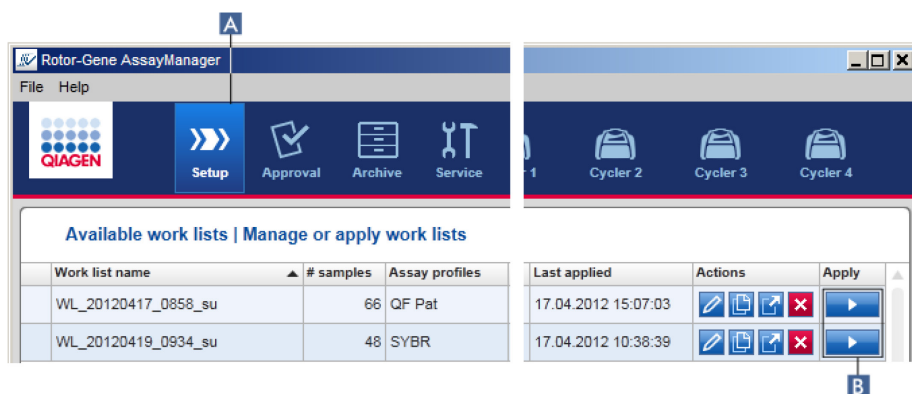 A
Rotor-Gene AssayManager
File Help
QIAGEN
Setup Approval Archive Service r 1 Cycler 2 Cycler 3 Cycler 4
Available work lists | Manage or apply work lists
Work list name # samples Assay profiles Last applied Actions Apply
WL_20120417_0858_su 66 QF Pat 17.04.2012 15:07:03
WL_20120419_0934_su 48 SYBR 17.04.2012 10:38:39
B